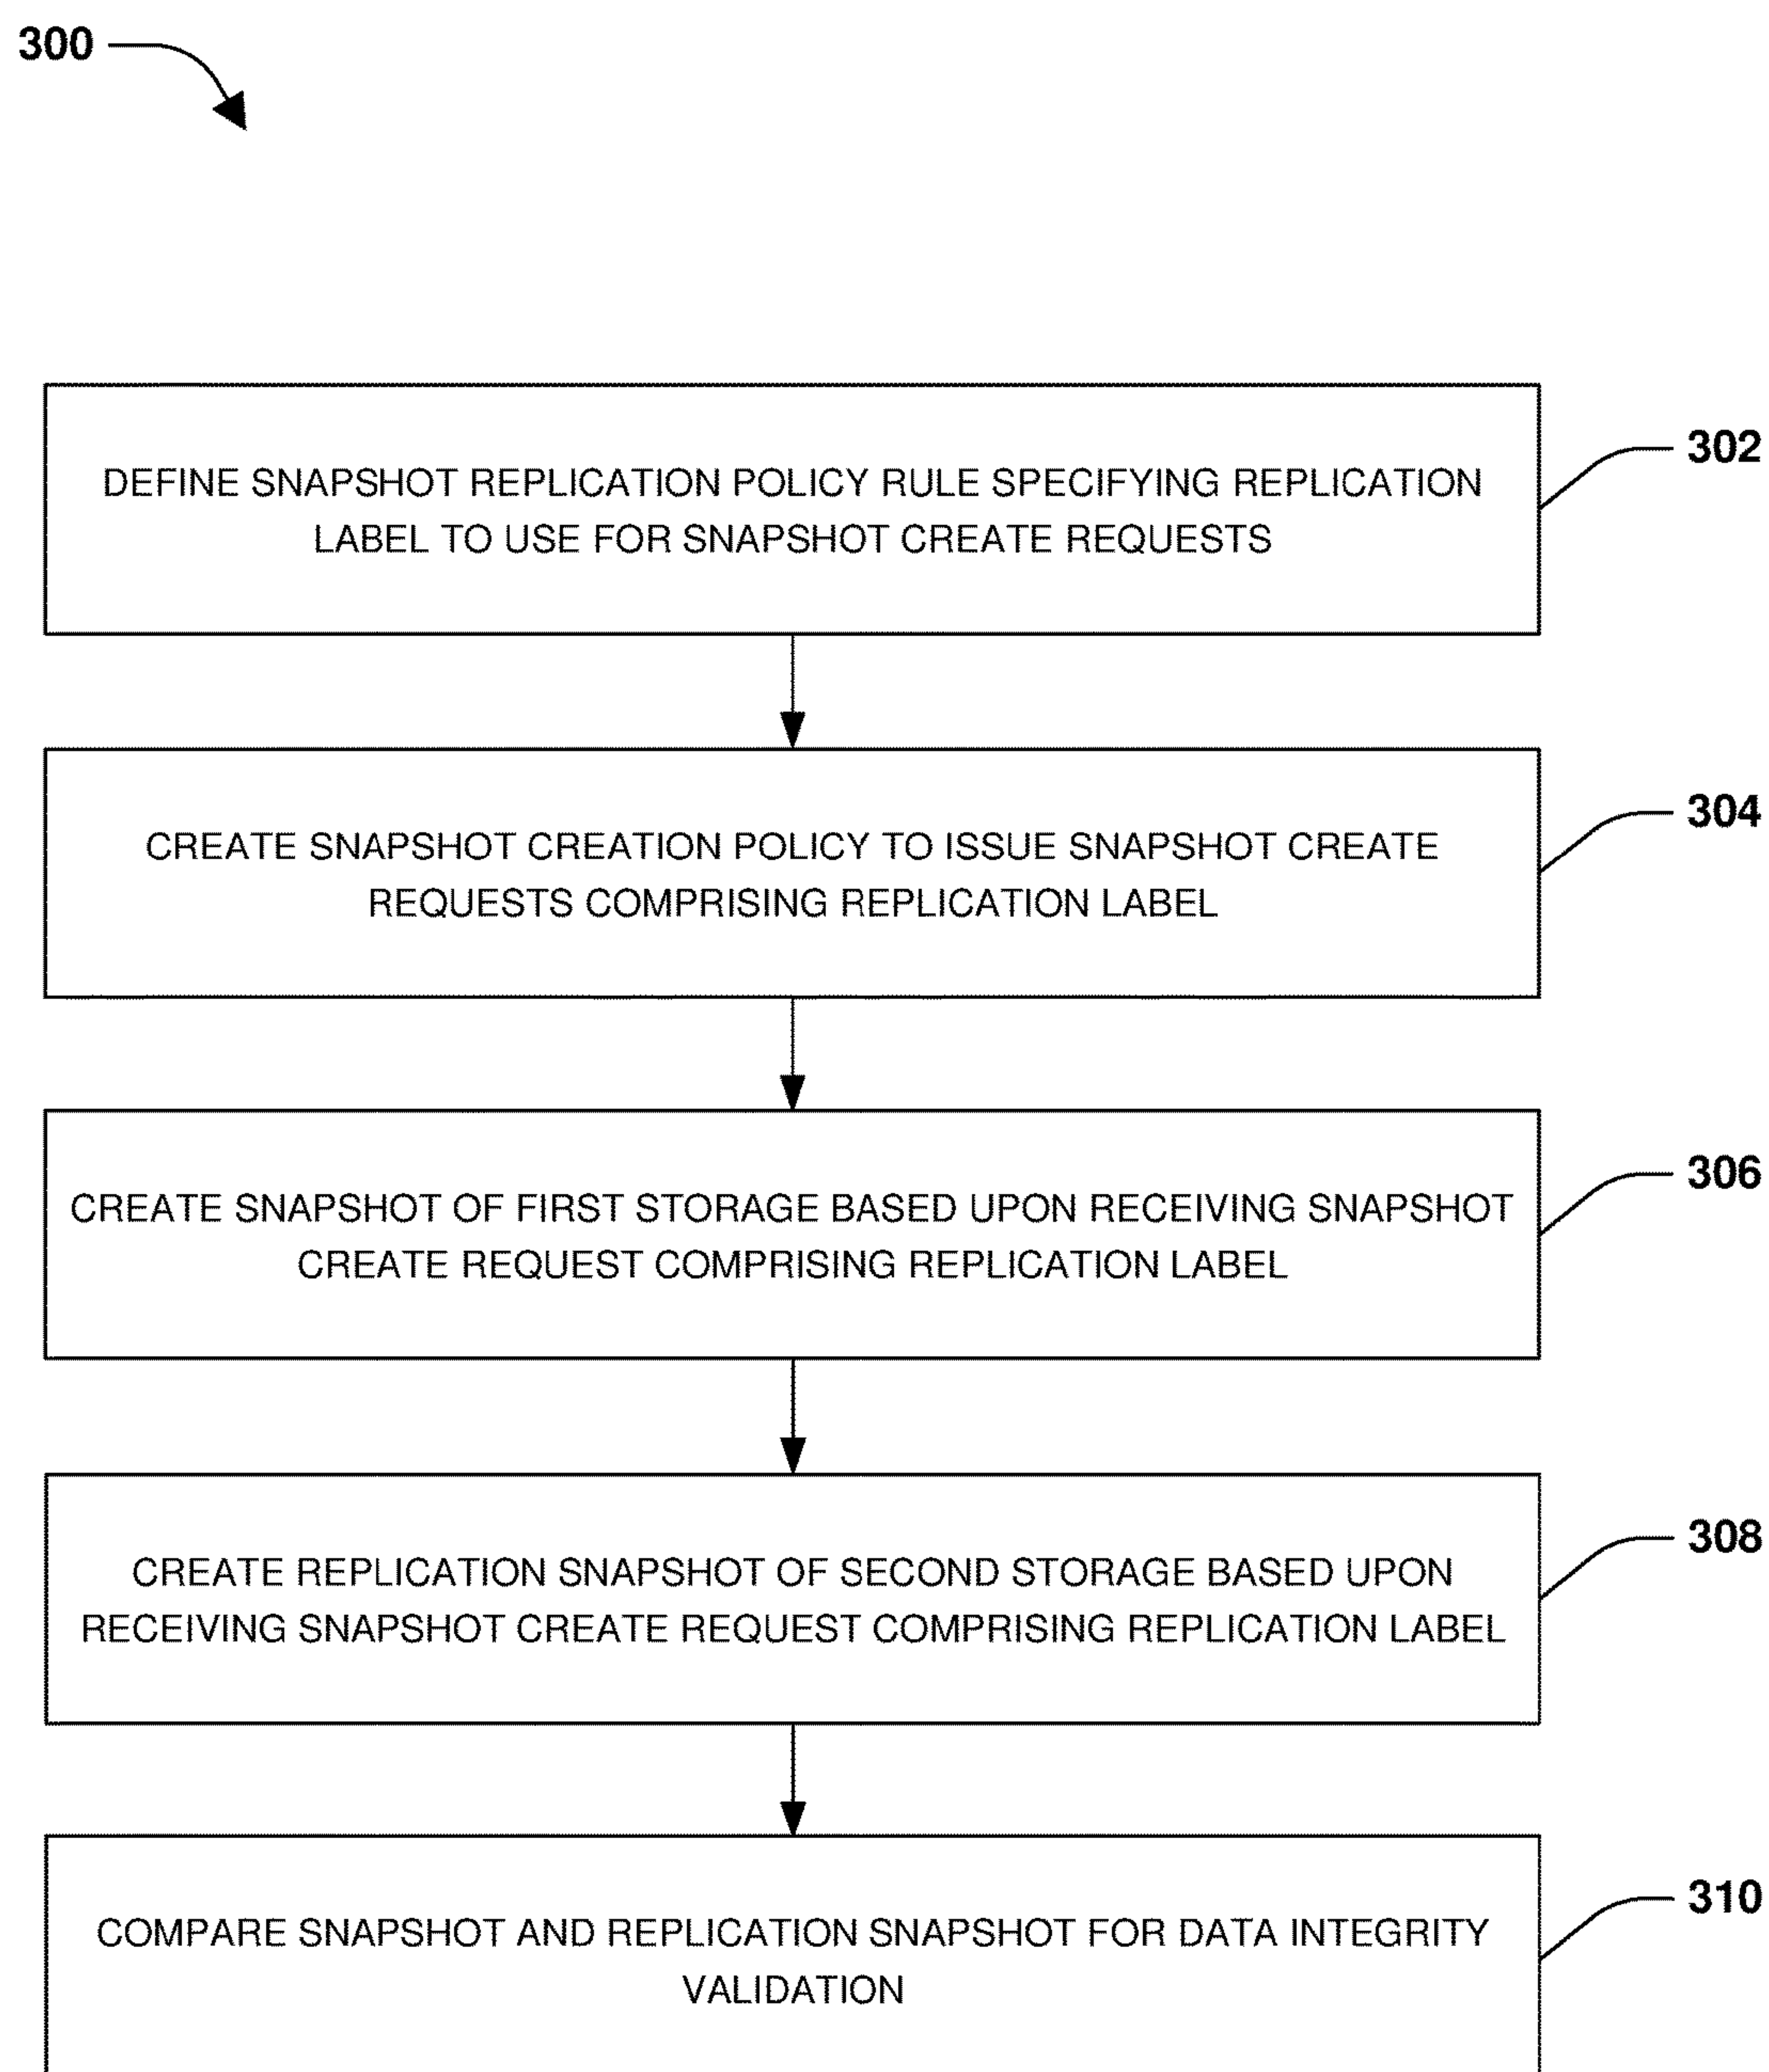 300
DEFINE SNAPSHOT REPLICATION POLICY RULE SPECIFYING REPLICATION
LABEL TO USE FOR SNAPSHOT CREATE REQUESTS
302
CREATE SNAPSHOT CREATION POLICY TO ISSUE SNAPSHOT CREATE
REQUESTS COMPRISING REPLICATION LABEL
304
CREATE SNAPSHOT OF FIRST STORAGE BASED UPON RECEIVING SNAPSHOT
CREATE REQUEST COMPRISING REPLICATION LABEL
306
CREATE REPLICATION SNAPSHOT OF SECOND STORAGE BASED UPON
RECEIVING SNAPSHOT CREATE REQUEST COMPRISING REPLICATION LABEL
308
COMPARE SNAPSHOT AND REPLICATION SNAPSHOT FOR DATA INTEGRITY
VALIDATION
310